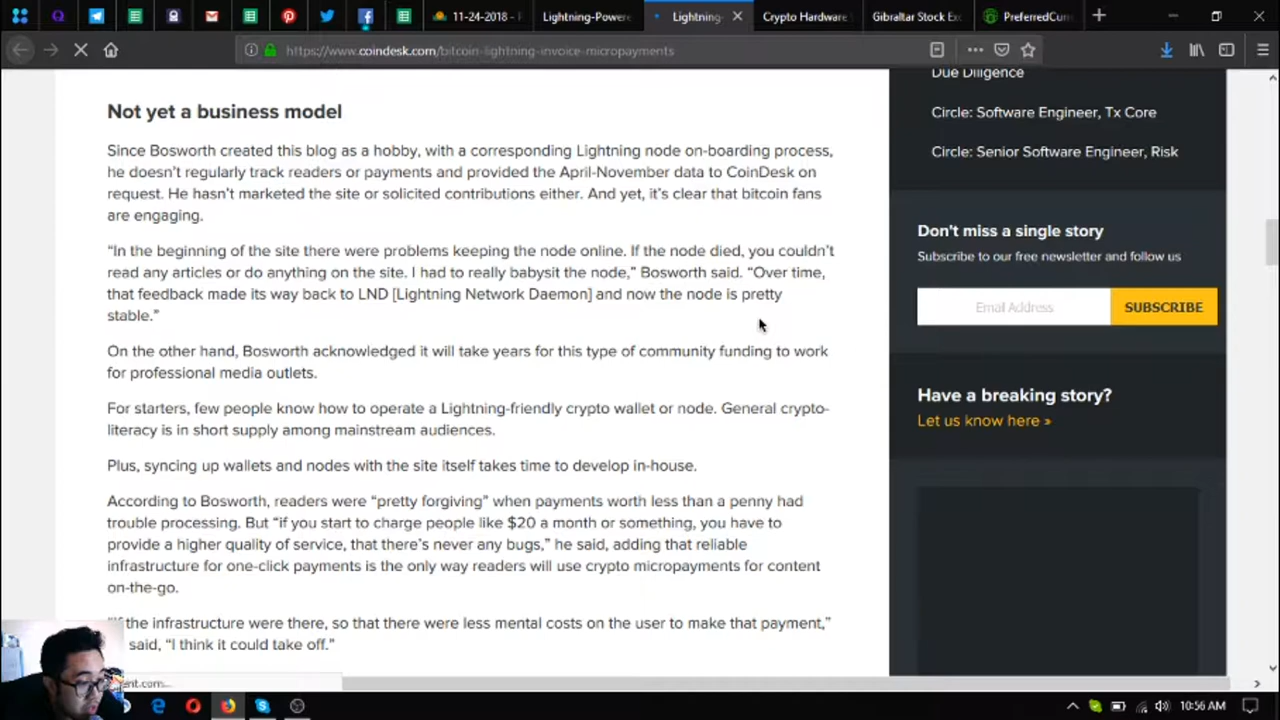 11-24-2018 -
Lightning-Powere
Lightning-
Crypto Hardware
Gibraltar Stock Ex
PreferredCurr
https://www.coindesk.com/bitcoin-lightning-invoice-micropayments
Not yet a business model
Since Bosworth created this blog as a hobby, with a corresponding Lightning node on-boarding process,
he doesn't regularly track readers or payments and provided the April-November data to CoinDesk on
request. He hasn't marketed the site or solicited contributions either. And yet, it's clear that bitcoin fans
are engaging.
“In the beginning of the site there were problems keeping the node online. If the node died, you couldn't
read any articles or do anything on the site. I had to really babysit the node,” Bosworth said. “Over time,
that feedback made its way back to LND [Lightning Network Daemon] and now the node is pretty
stable.”
On the other hand, Bosworth acknowledged it will take years for this type of community funding to work
for professional media outlets.
For starters, few people know how to operate a Lightning-friendly crypto wallet or node. General crypto-
literacy is in short supply among mainstream audiences.
Plus, syncing up wallets and nodes with the site itself takes time to develop in-house.
According to Bosworth, readers were “pretty forgiving” when payments worth less than a penny had
trouble processing. But “if you start to charge people like $20 a month or something, you have to
provide a higher quality of service, that there's never any bugs,” he said, adding that reliable
infrastructure for one-click payments is the only way readers will use crypto micropayments for content
on-the-go.
the infrastructure were there, so that there were less mental costs on the user to make that payment,”
said, “I think it could take off.”
Due Diligence
Circle: Software Engineer, Tx Core
Circle: Senior Software Engineer, Risk
Don't miss a single story
Subscribe to our free newsletter and follow us
Email Address
SUBSCRIBE
Have a breaking story?
Let us know here »
10:56 AM